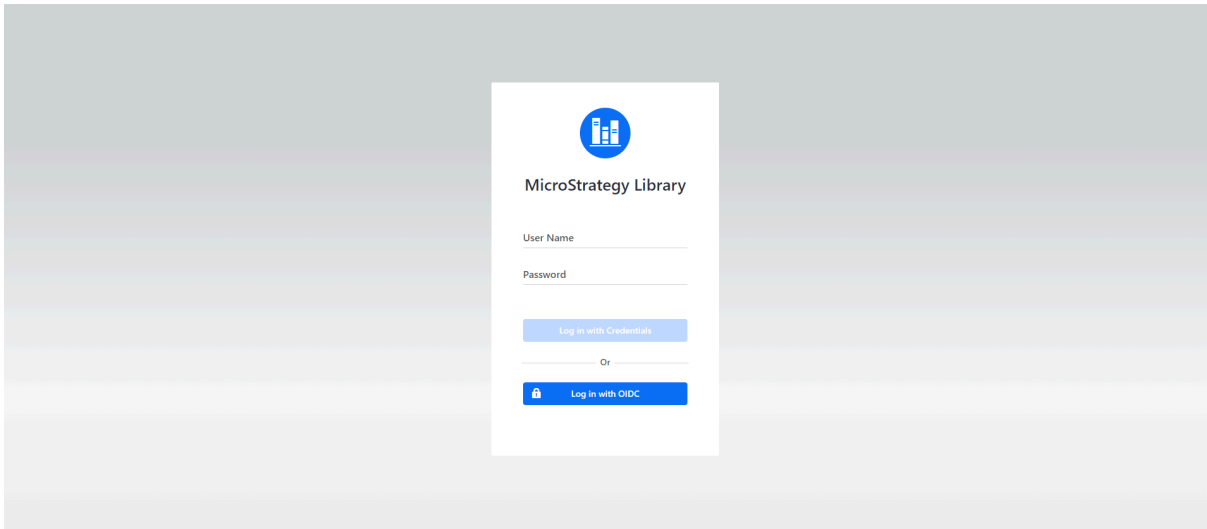 MicroStrategy Library
User Name
Password
Log in with Credentials
Or
Log in with OIDC